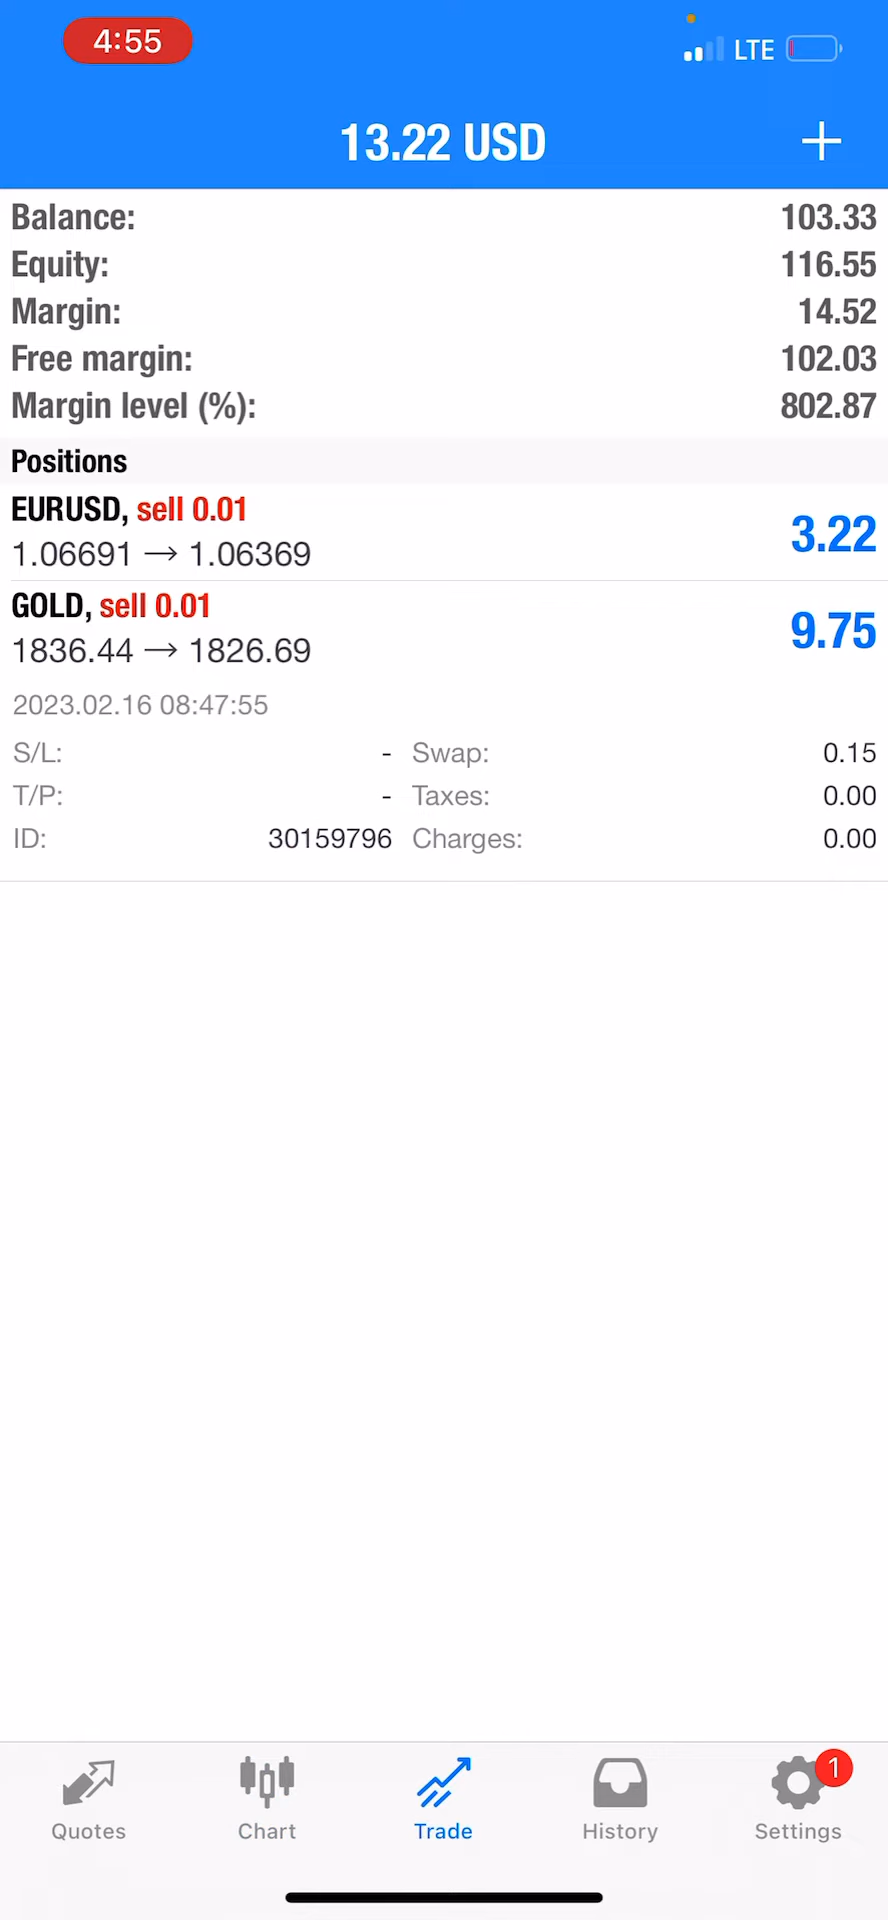 4:55 LTE
13.22 USD
Balance: 103.33
Equity: 116.55
Margin: 14.52
Free margin: 102.03
Margin level (%): 802.87
Positions
EURUSD, sell 0.01
1.06691 → 1.06369 3.22
GOLD, sell 0.01
1836.44 → 1826.69 9.75
2023.02.16 08:47:55
S/L: - Swap: 0.15
T/P: - Taxes: 0.00
ID: 30159796 Charges: 0.00
1
Quotes Chart Trade History Settings